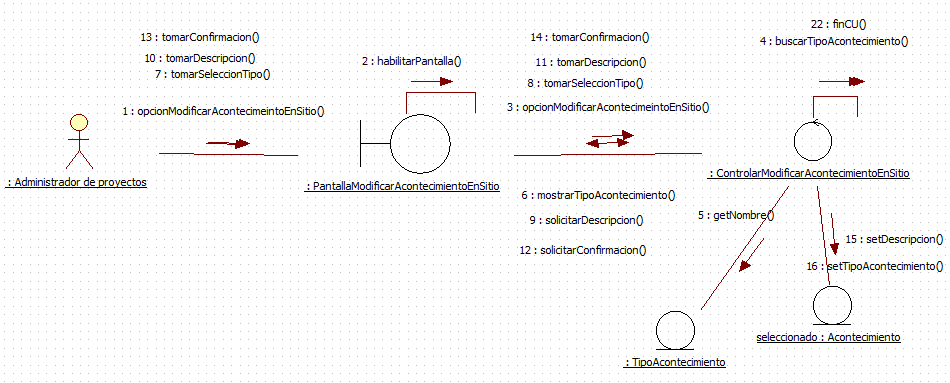 22 : finCU()
13 : tomarConfirmacion()
14 : tomarConfirmacion()
4 : buscarTipoAcontecimiento()
10 : tomarDescripcion()
2 : habilitarPantalla()
11 : tomarDescripcion()
7 : tomarSeleccionTipo()
8 : tomarSeleccionTipo()
1 : opcionModificarAcontecimeintoEnSitio()
3 : opcionModificarAcontecimeintoEnSitio()
: Administrador de proyectos
: PantallaModificarAcontecimientoEnSitio
: ControlarModificarAcontecimientoEnSitio
6 : mostrarTipoAcontecimiento()
5 : getNombre()
9 : solicitarDescripcion()
15 : setDescripcion()
12 : solicitarConfirmacion()
16 : setTipoAcontecimiento()
seleccionado : Acontecimiento
: TipoAcontecimiento